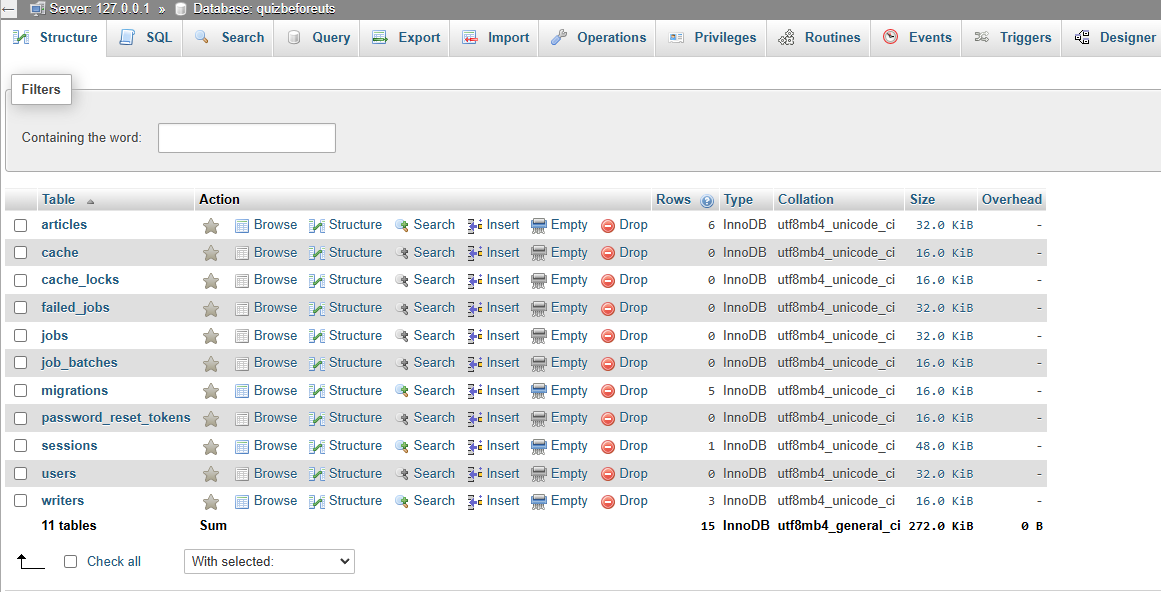 Server: 127.0.0.1 » Database: quizbeforeuts
Structure SQL Search Query Export Import Operations Privileges Routines Events Triggers Designer
Filters
Containing the word:
Table Action Rows Type Collation Size Overhead
articles Browse Structure Search Insert Empty Drop 6 InnoDB utf8mb4_unicode_ci 32.0 KiB -
cache Browse Structure Search Insert Empty Drop 0 InnoDB utf8mb4_unicode_ci 16.0 KiB -
cache_locks Browse Structure Search Insert Empty Drop 0 InnoDB utf8mb4_unicode_ci 16.0 KiB -
failed_jobs Browse Structure Search Insert Empty Drop 0 InnoDB utf8mb4_unicode_ci 32.0 KiB -
jobs Browse Structure Search Insert Empty Drop 0 InnoDB utf8mb4_unicode_ci 32.0 KiB -
job_batches Browse Structure Search Insert Empty Drop 0 InnoDB utf8mb4_unicode_ci 16.0 KiB -
migrations Browse Structure Search Insert Empty Drop 5 InnoDB utf8mb4_unicode_ci 16.0 KiB -
password_reset_tokens Browse Structure Search Insert Empty Drop 0 InnoDB utf8mb4_unicode_ci 16.0 KiB -
sessions Browse Structure Search Insert Empty Drop 1 InnoDB utf8mb4_unicode_ci 48.0 KiB -
users Browse Structure Search Insert Empty Drop 0 InnoDB utf8mb4_unicode_ci 32.0 KiB -
writers Browse Structure Search Insert Empty Drop 3 InnoDB utf8mb4_unicode_ci 16.0 KiB -
11 tables Sum 15 InnoDB utf8mb4_general_ci 272.0 KiB 0 B
Check all With selected: